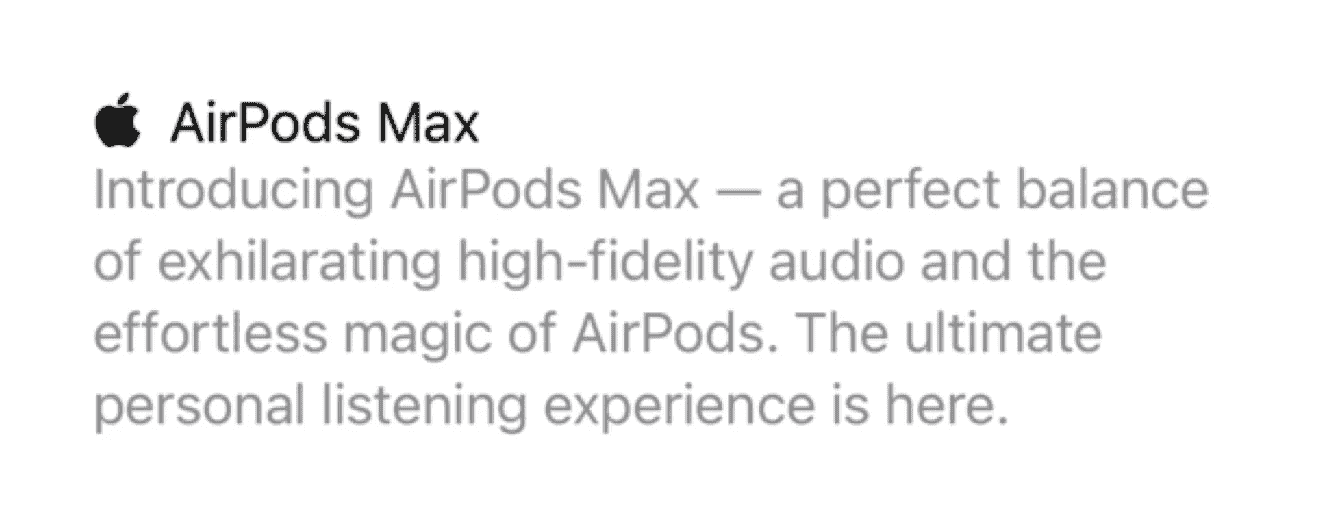 AirPods Max
Introducing AirPods Max — a perfect balance
of exhilarating high-fidelity audio and the
effortless magic of AirPods. The ultimate
personal listening experience is here.